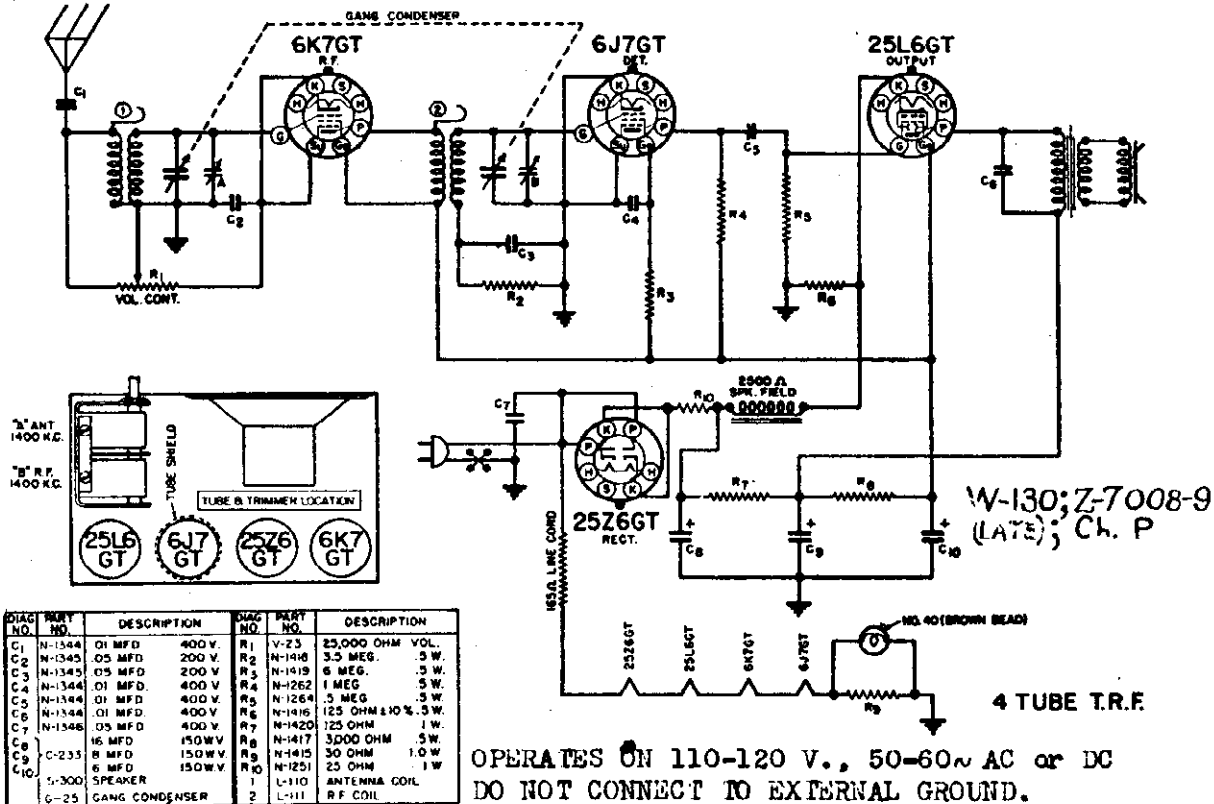 GANG CONDENSER
6K7GT
R.F.
6J7GT
DET.
25L6GT
OUTPUT
C1
1
K
S
H
H
G
P
2
K
S
H
H
G
P
K
S
H
H
P
G
A
C2
B
C4
C5
R4
R5
C6
R1
VOL. CONT.
C3
R2
R3
R6
2500 Ω
SPK. FIELD
R10
C7
K
P
P
H
H
S
K
25Z6GT
RECT.
R7
R8
C8
C9
C10
+
+
+
W-130; Z-7008-9
(LATE); Ch. P
"A" ANT
1400 K.C.
"B" R.F.
1400 K.C.
TUBE SHIELD
TUBE & TRIMMER LOCATION
25L6 GT
6J7 GT
25Z6 GT
6K7 GT
165Ω LINE CORD
25Z6GT
25L6GT
6K7GT
6J7GT
NO. 40 (BROWN BEAD)
R9
4 TUBE T.R.F.
DIAG NO. PART NO. DESCRIPTION DIAG NO. PART NO. DESCRIPTION
C1 N-1344 .01 MFD 400 V. R1 V-23 25,000 OHM VOL.
C2 N-1345 .05 MFD 200 V. R2 N-1418 3.5 MEG. .5 W.
C3 N-1345 .05 MFD 200 V. R3 N-1419 6 MEG. .5 W.
C4 N-1344 .01 MFD. 400 V R4 N-1262 1 MEG .5 W.
C5 N-1344 .01 MFD 400 V. R5 N-1264 .5 MEG .5 W.
C6 N-1344 .01 MFD. 400 V. R6 N-1416 125 OHM ±10% .5 W.
C7 N-1346 .05 MFD 400 V. R7 N-1420 125 OHM 1 W.
C8 16 MFD 150 W.V R8 N-1417 3,000 OHM .5W.
C9 C-233 8 MFD 150 W.V. R9 N-1415 30 OHM 1.0 W
C10 6 MFD 150 W.V. R10 N-1251 25 OHM 1 W
S-300 SPEAKER 1 L-110 ANTENNA COIL
G-25 GANG CONDENSER 2 L-111 R F COIL
OPERATES ON 110-120 V., 50-60~ AC or DC
DO NOT CONNECT TO EXTERNAL GROUND.